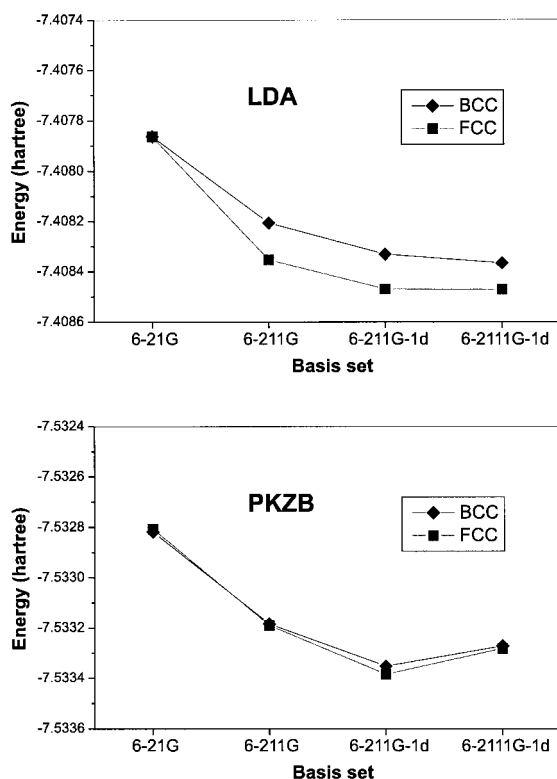 -7.4074
-7.4076
-7.4078
-7.4080
-7.4082
-7.4084
-7.4086
Energy (hartree)
LDA
BCC
FCC
6-21G
6-211G
6-211G-1d
6-2111G-1d
Basis set
-7.5324
-7.5326
-7.5328
-7.5330
-7.5332
-7.5334
-7.5336
Energy (hartree)
PKZB
BCC
FCC
6-21G
6-211G
6-211G-1d
6-2111G-1d
Basis set